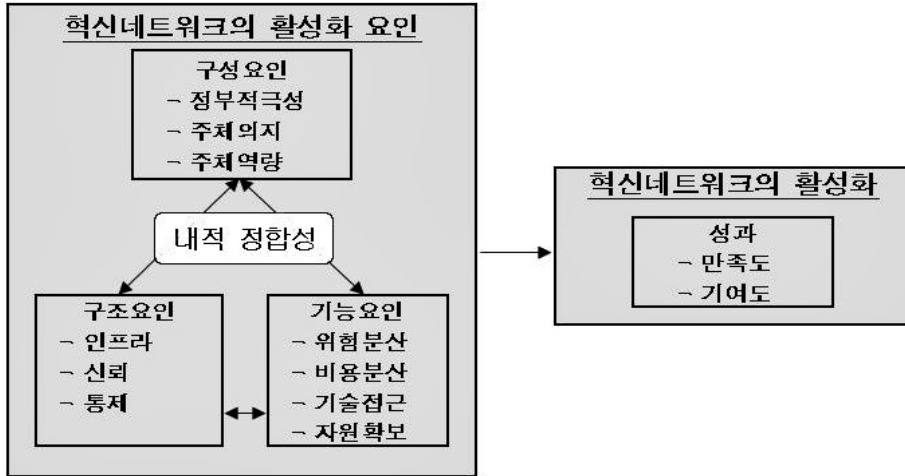 혁신네트워크의 활성화 요인
구성요인
¬ 정부적극성
¬ 주체의지
¬ 주체역량
내적 정합성
구조요인
¬ 인프라
¬ 신뢰
¬ 통제
기능요인
¬ 위험분산
¬ 비용분산
¬ 기술접근
¬ 자원확보
혁신네트워크의 활성화
성과
¬ 만족도
¬ 기여도